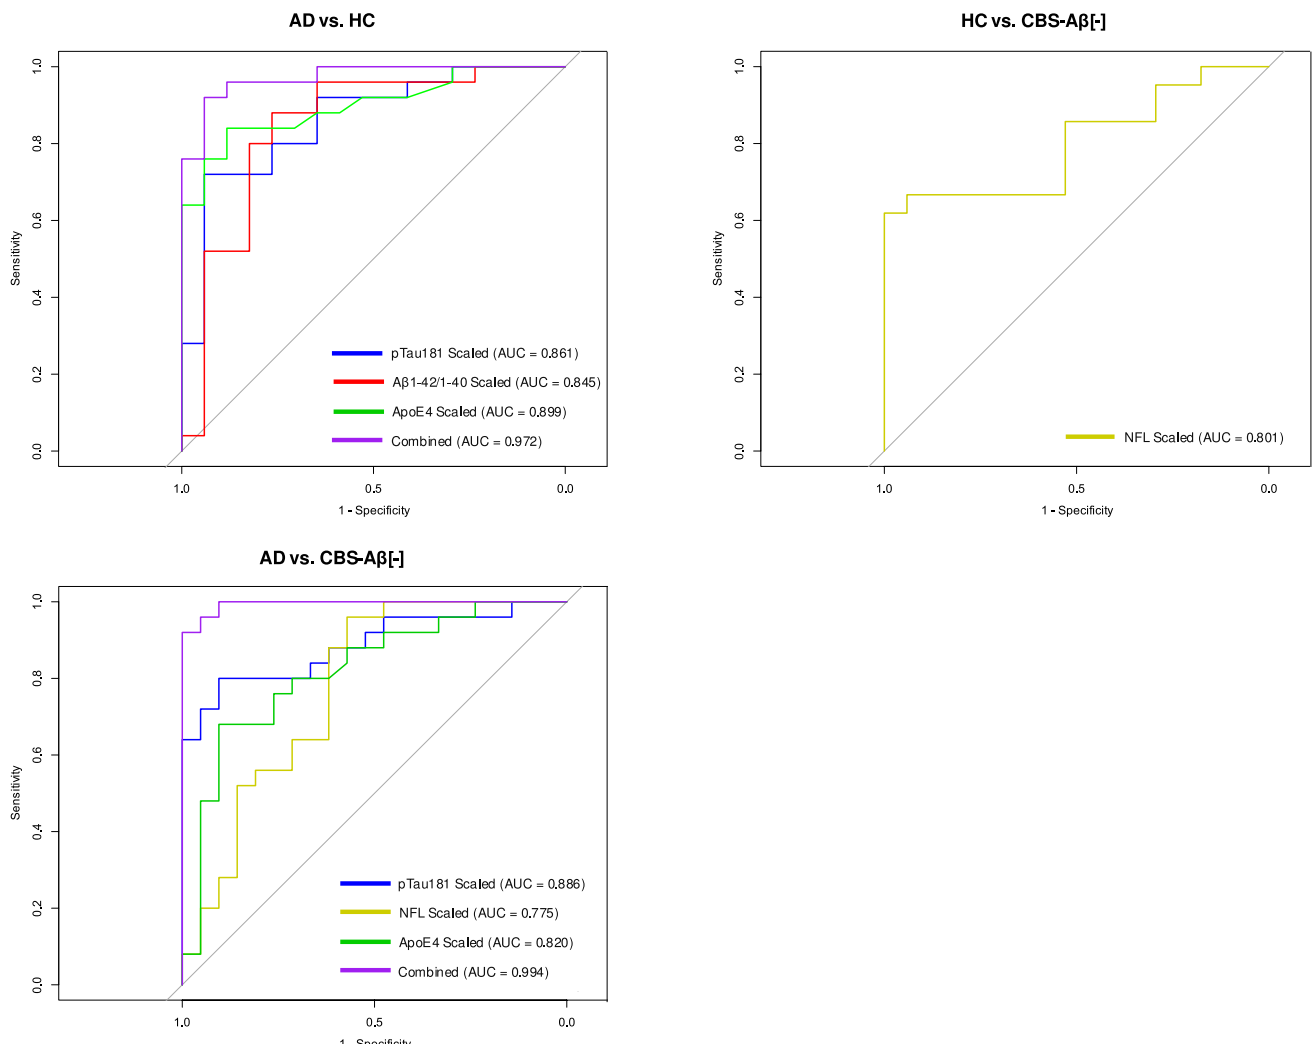 AD vs. HC
1.0
0.8
0.6
0.4
0.2
0.0
Sensitivity
pTau181 Scaled (AUC = 0.861)
Aβ1-42/1-40 Scaled (AUC = 0.845)
ApoE4 Scaled (AUC = 0.899)
Combined (AUC = 0.972)
1.0 0.5 0.0
1 - Specificity
HC vs. CBS-Aβ[-]
1.0
0.8
0.6
0.4
0.2
0.0
Sensitivity
NFL Scaled (AUC = 0.801)
1.0 0.5 0.0
1 - Specificity
AD vs. CBS-Aβ[-]
1.0
0.8
0.6
0.4
0.2
0.0
Sensitivity
pTau181 Scaled (AUC = 0.886)
NFL Scaled (AUC = 0.775)
ApoE4 Scaled (AUC = 0.820)
Combined (AUC = 0.994)
1.0 0.5 0.0
1 - Specificity